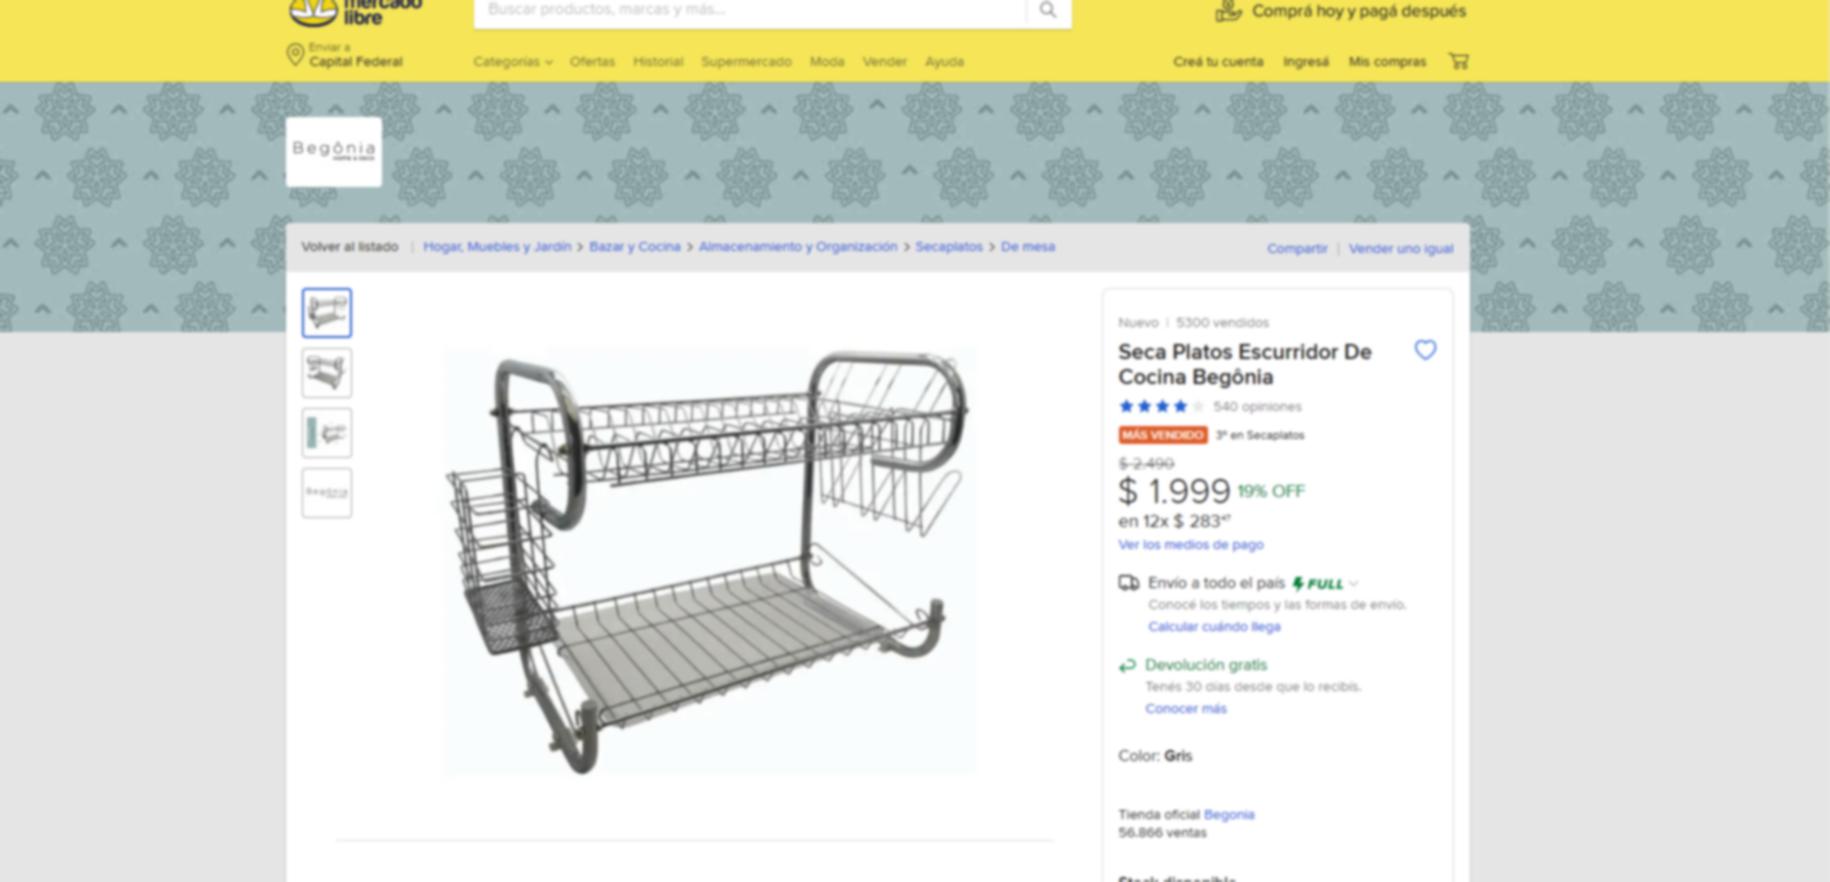 mercado
libre
Buscar productos, marcas y más...
Comprá hoy y pagá después
Enviar a
Capital Federal
Categorías Ofertas Historial Supermercado Moda Vender Ayuda
Creá tu cuenta Ingresá Mis compras
Begônia
HOME & DECO
Volver al listado | Hogar, Muebles y Jardín > Bazar y Cocina > Almacenamiento y Organización > Secaplatos > De mesa
Compartir | Vender uno igual
Nuevo | 5300 vendidos
Seca Platos Escurridor De
Cocina Begônia
540 opiniones
MÁS VENDIDO 3º en Secaplatos
$ 2.490
$ 1.999 19% OFF
en 12x $ 283⁴⁷
Ver los medios de pago
Envío a todo el país FULL
Conocé los tiempos y las formas de envío.
Calcular cuándo llega
Devolución gratis
Tenés 30 días desde que lo recibís.
Conocer más
Color: Gris
Tienda oficial Begonia
56.866 ventas
Stock disponible